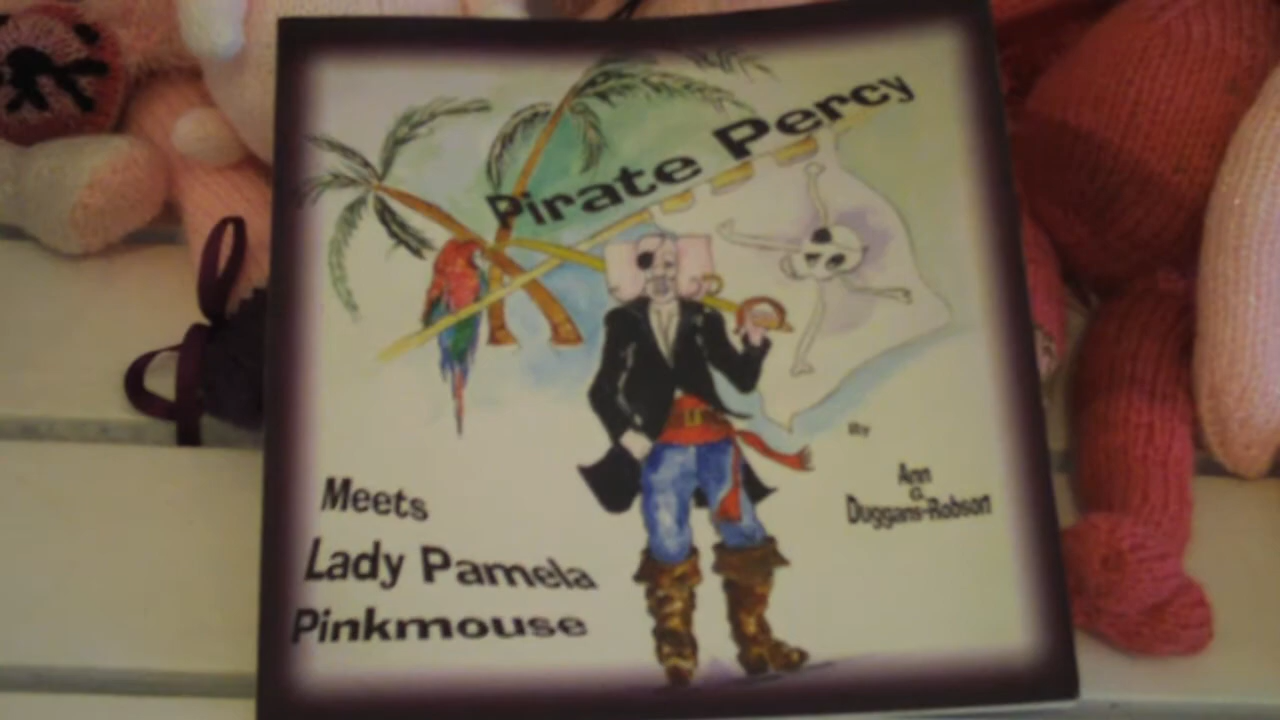 Pirate Percy
Meets
Lady Pamela
Pinkmouse
By
Ann
G
Duggans-Robson